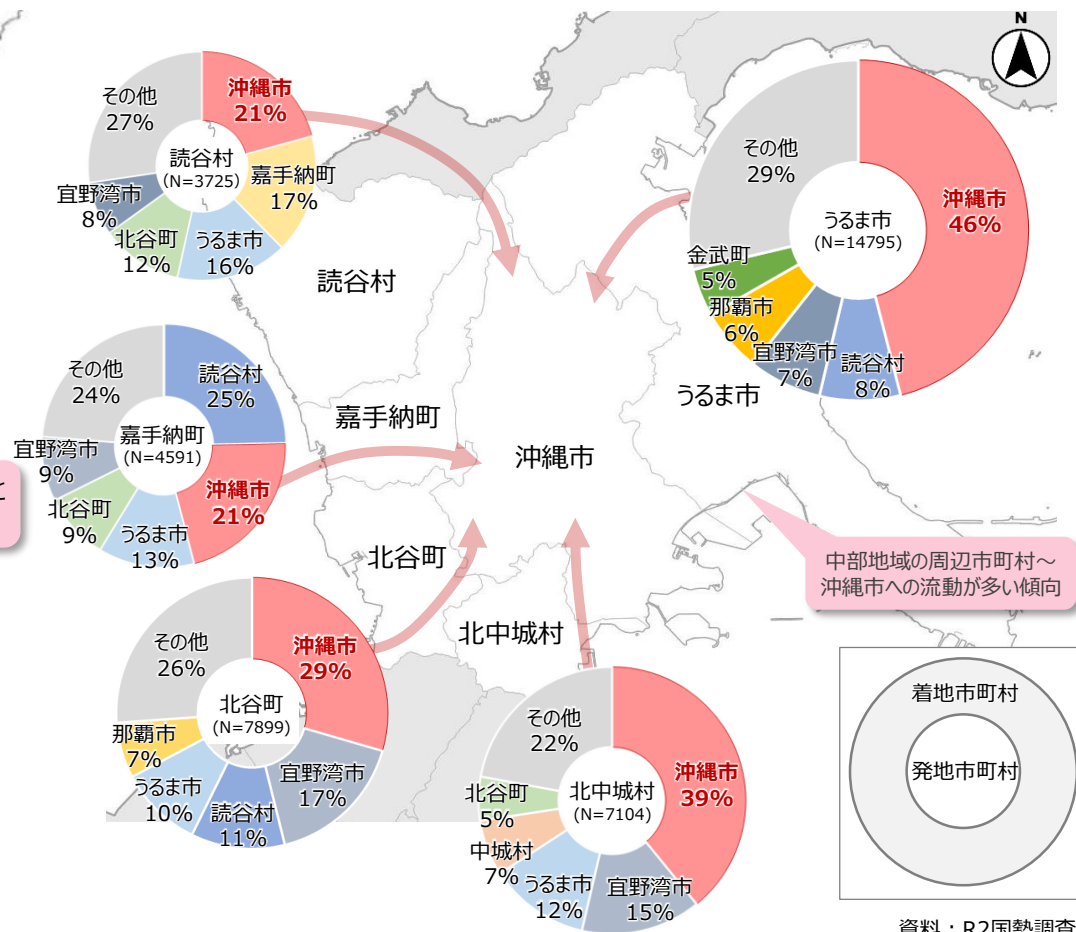 N
沖縄市
21%
嘉手納町
17%
うるま市
16%
北谷町
12%
宜野湾市
8%
その他
27%
読谷村
(N=3725)
沖縄市
46%
読谷村
8%
宜野湾市
7%
那覇市
6%
金武町
5%
その他
29%
うるま市
(N=14795)
読谷村
25%
沖縄市
21%
うるま市
13%
北谷町
9%
宜野湾市
9%
その他
24%
嘉手納町
(N=4591)
沖縄市
29%
宜野湾市
17%
読谷村
11%
うるま市
10%
那覇市
7%
その他
26%
北谷町
(N=7899)
沖縄市
39%
宜野湾市
15%
うるま市
12%
中城村
7%
北谷町
5%
その他
22%
北中城村
(N=7104)
読谷村
嘉手納町
うるま市
沖縄市
北谷町
北中城村
中部地域の周辺市町村～
沖縄市への流動が多い傾向
着地市町村
発地市町村
資料：R2国勢調査